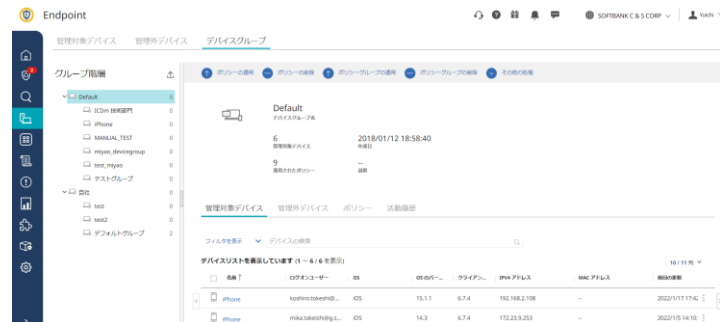 Endpoint
SOFTBANK C & S CORP
Yuichi
管理対象デバイス 管理外デバイス デバイスグループ
グループ階層
ポリシーの適用 ポリシーの削除 ポリシーグループの適用 ポリシーグループの削除 その他の処理
Default 6
ICDm 技術部門 0
iPhone 0
MANUAL_TEST 0
miyao_devicegroup 0
test_miyao 0
テストグループ 0
自社 0
test 0
test2 0
デフォルトグループ 2
Default
デバイスグループ名
6
管理対象デバイス
2018/01/12 18:58:40
作成日
9
適用されたポリシー
--
説明
管理対象デバイス 管理外デバイス ポリシー 活動履歴
フィルタを表示 デバイスの検索
デバイスリストを表示しています (1 ~ 6 / 6 を表示)
10 / 11 列
名前 ↑ ログオンユーザー OS OS のバー... クライアン... IPV4 アドレス MAC アドレス 前回の更新
iPhone koshiro.tokeshi@... iOS 15.1.1 6.7.4 192.168.2.108 -- 2022/1/17 17:42
iPhone mika.takeishi@g.s... iOS 14.3 6.7.4 172.23.9.253 -- 2022/1/5 14:10: